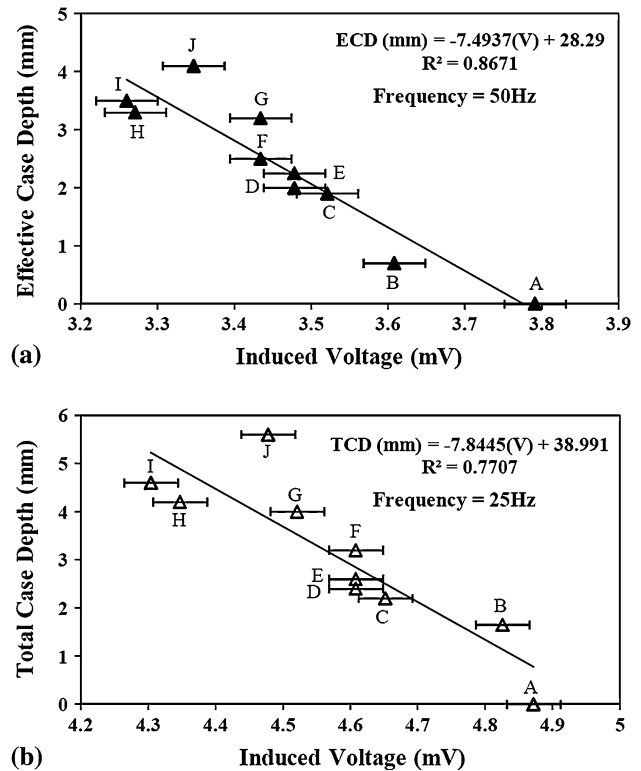 5
4
3
2
1
0
Effective Case Depth (mm)
ECD (mm) = -7.4937(V) + 28.29
R² = 0.8671
Frequency = 50Hz
I
H
J
G
F
E
D
C
B
A
3.2 3.3 3.4 3.5 3.6 3.7 3.8 3.9
(a)
Induced Voltage (mV)
6
5
4
3
2
1
0
Total Case Depth (mm)
TCD (mm) = -7.8445(V) + 38.991
R² = 0.7707
Frequency = 25Hz
I
H
J
G
F
E
D
C
B
A
4.2 4.3 4.4 4.5 4.6 4.7 4.8 4.9 5
(b)
Induced Voltage (mV)